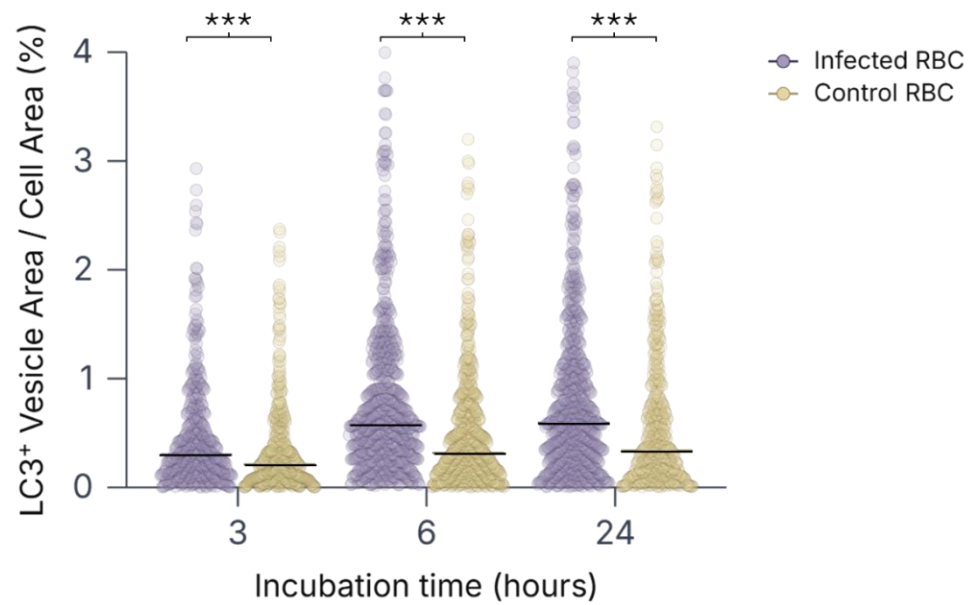 *** *** ***
LC3⁺ Vesicle Area / Cell Area (%)
4
3
2
1
0
3 6 24
Incubation time (hours)
Infected RBC
Control RBC